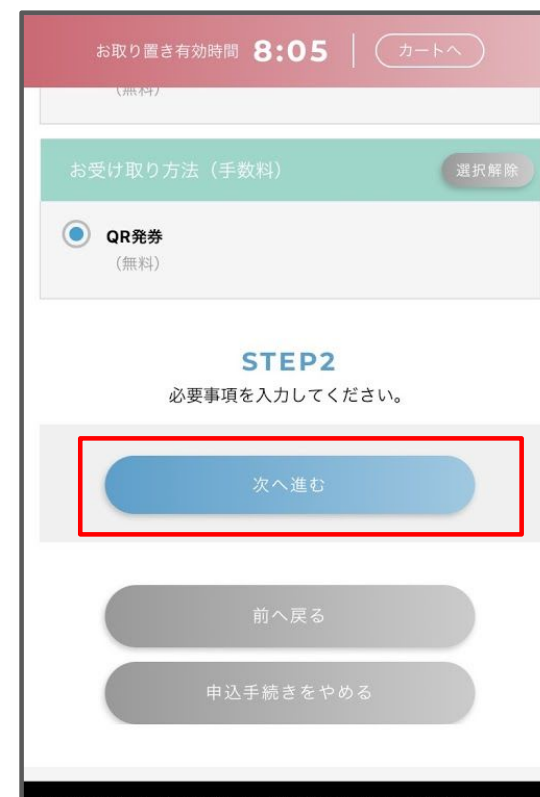 お取り置き有効時間 8:05 カートへ
（無料）
お受け取り方法（手数料） 選択解除
QR発券
（無料）
STEP2
必要事項を入力してください。
次へ進む
前へ戻る
申込手続きをやめる